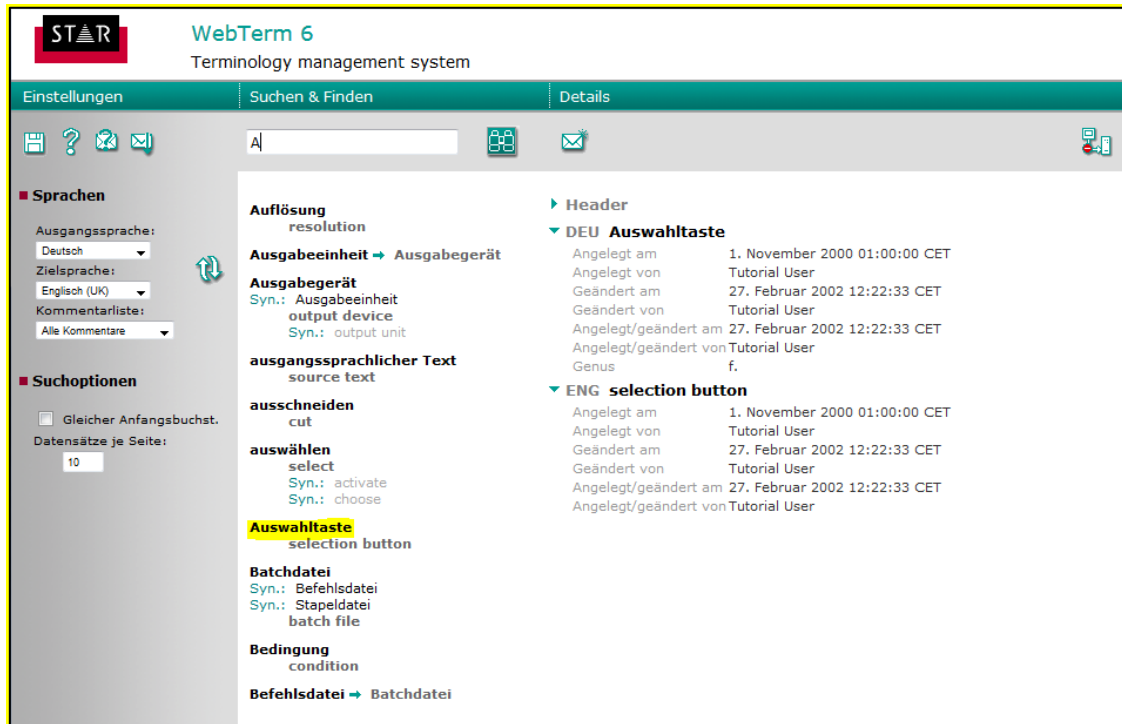 STAR
WebTerm 6
Terminology management system
Einstellungen
Suchen & Finden
Details
A
Sprachen
Ausgangssprache:
Deutsch
Zielsprache:
Englisch (UK)
Kommentarliste:
Alle Kommentare
Suchoptionen
Gleicher Anfangsbuchst.
Datensätze je Seite:
10
Auflösung
resolution
Ausgabeeinheit → Ausgabegerät
Ausgabegerät
Syn.: Ausgabeeinheit
output device
Syn.: output unit
ausgangssprachlicher Text
source text
ausschneiden
cut
auswählen
select
Syn.: activate
Syn.: choose
Auswahltaste
selection button
Batchdatei
Syn.: Befehlsdatei
Syn.: Stapeldatei
batch file
Bedingung
condition
Befehlsdatei → Batchdatei
Header
DEU Auswahltaste
Angelegt am 1. November 2000 01:00:00 CET
Angelegt von Tutorial User
Geändert am 27. Februar 2002 12:22:33 CET
Geändert von Tutorial User
Angelegt/geändert am 27. Februar 2002 12:22:33 CET
Angelegt/geändert von Tutorial User
Genus f.
ENG selection button
Angelegt am 1. November 2000 01:00:00 CET
Angelegt von Tutorial User
Geändert am 27. Februar 2002 12:22:33 CET
Geändert von Tutorial User
Angelegt/geändert am 27. Februar 2002 12:22:33 CET
Angelegt/geändert von Tutorial User